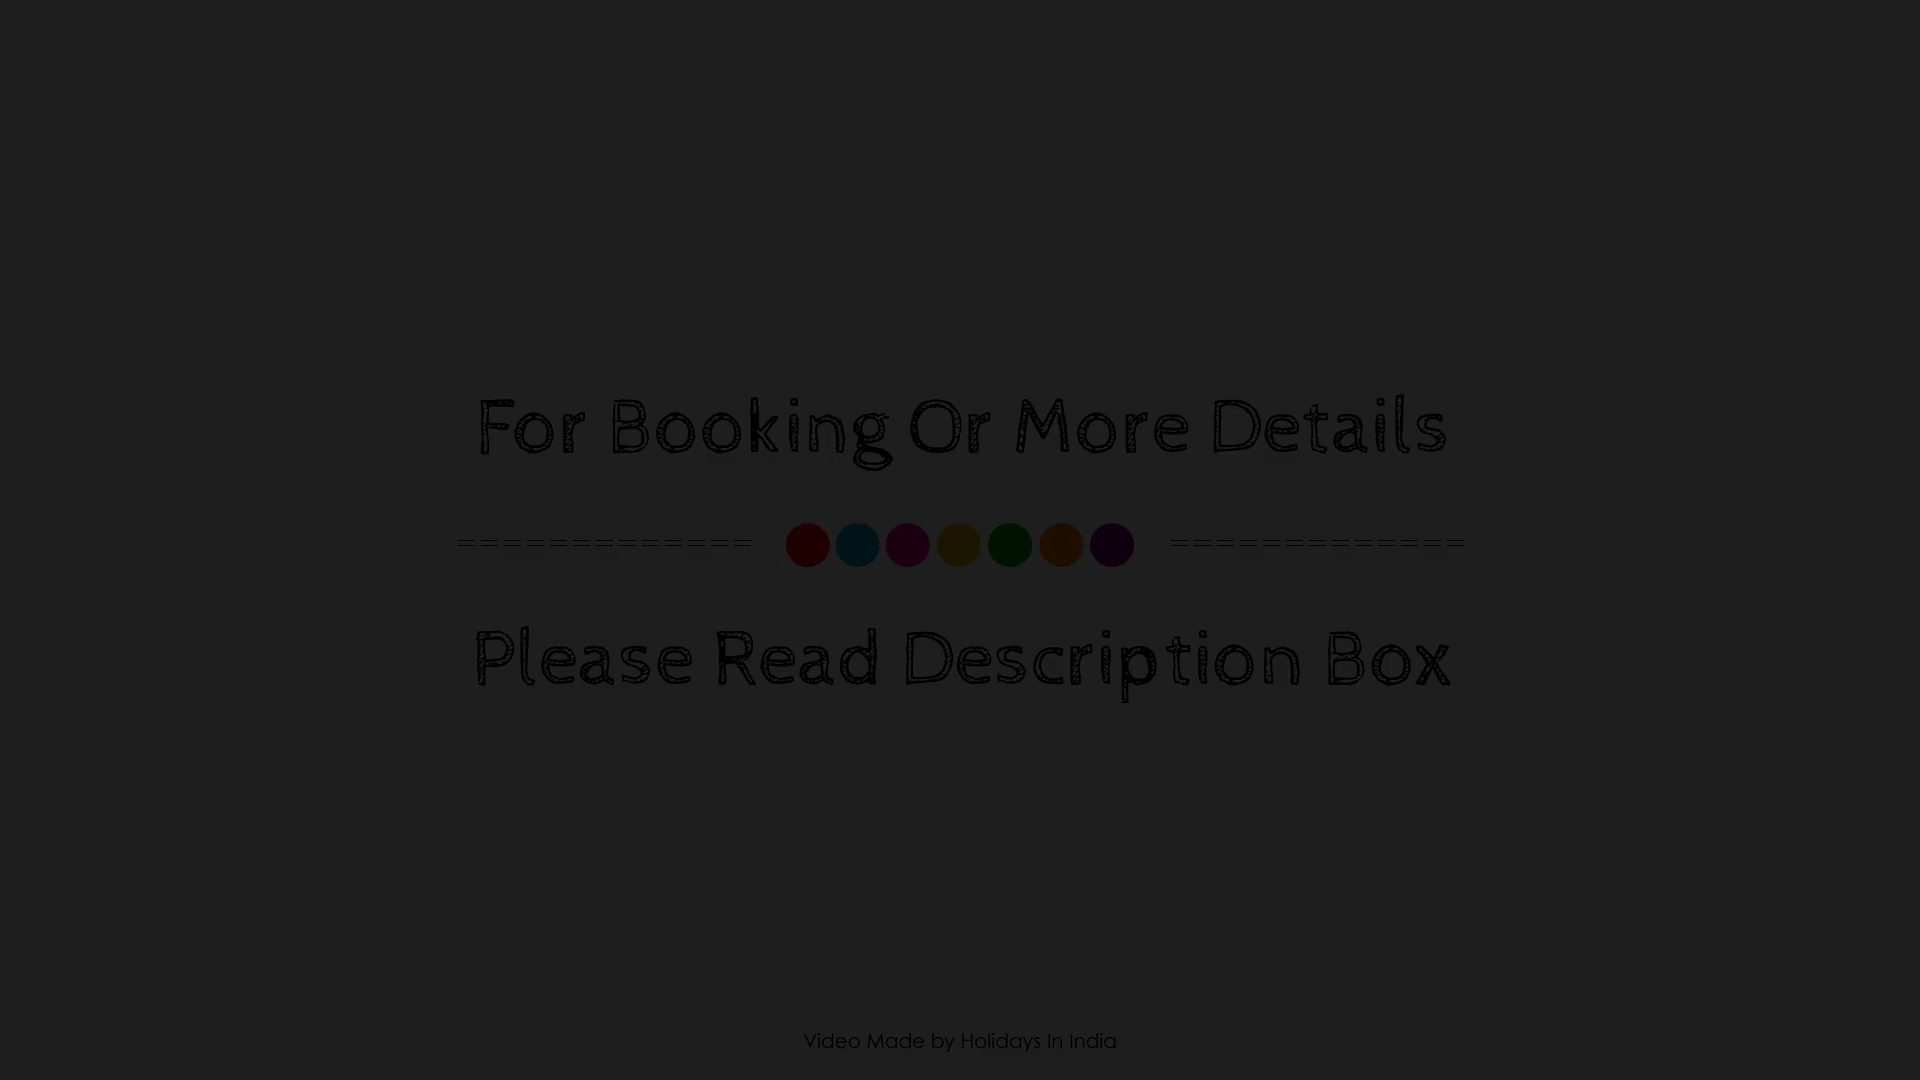 For Booking Or More Details
============= =============
Please Read Description Box
Video Made by Holidays In India